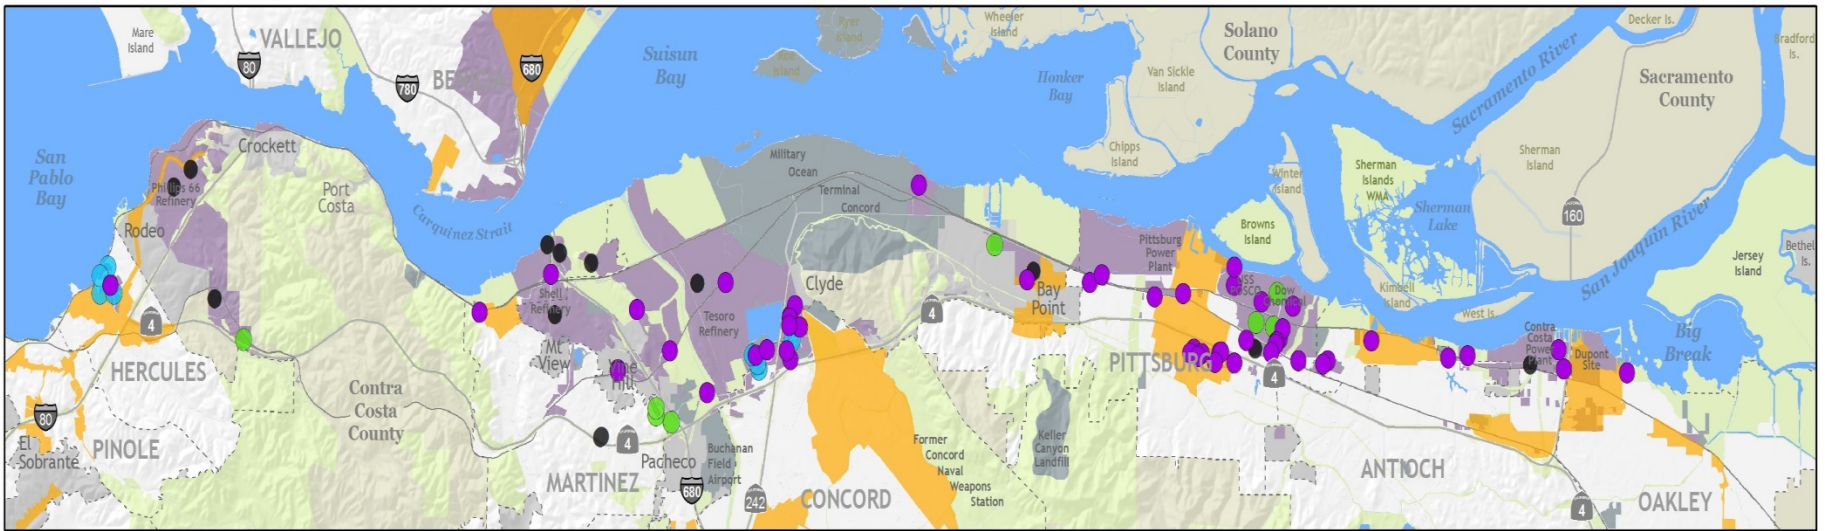 Mare
Island
VALLEJO
80
780
680
Suisun
Bay
Ryer
Island
Roe
Island
Wheeler
Island
Honker
Bay
Van Sickle
Island
Solano
County
Decker Is.
Bradford
Is.
Sacramento River
Sacramento
County
San
Pablo
Bay
Crockett
Phillips 66
Refinery
Rodeo
Port
Costa
Carquinez Strait
Military
Ocean
Terminal
Concord
Chipps
Island
Winter
Island
Browns
Island
Sherman
Islands
WMA
Sherman
Island
Sherman
Lake
160
San Joaquin River
Jersey
Island
Bethel
Is.
Pittsburg
Power
Plant
Dow
Chemical
Kimball
Island
West Is.
Big
Break
Shell
Refinery
Tesoro
Refinery
Clyde
Bay
Point
4
4
HERCULES
Contra
Costa
County
Mt
View
Vine
Hill
PITTSBURG
4
Contra
Costa
Power
Plant
Dupont
Site
80
El
Sobrante
PINOLE
MARTINEZ
4
Pacheco
680
Buchanan
Field
Airport
242
CONCORD
Former
Concord
Naval
Weapons
Station
Keller
Canyon
Landfill
ANTIOCH
4
OAKLEY